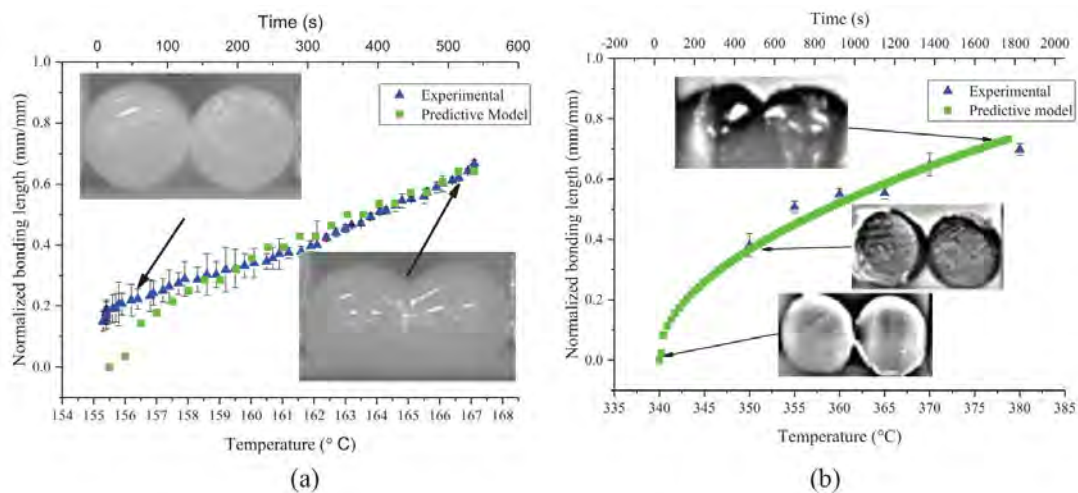 Time (s)
0 100 200 300 400 500 600
1.0
0.8
0.6
0.4
0.2
0.0
Normalized bonding length (mm/mm)
Experimental
Predictive Model
154 155 156 157 158 159 160 161 162 163 164 165 166 167 168
Temperature (° C)
(a)
Time (s)
-200 0 200 400 600 800 1000 1200 1400 1600 1800 2000
1.0
0.8
0.6
0.4
0.2
0.0
Normalized bonding length (mm/mm)
Experimental
Predictive model
335 340 345 350 355 360 365 370 375 380 385
Temperature (°C)
(b)